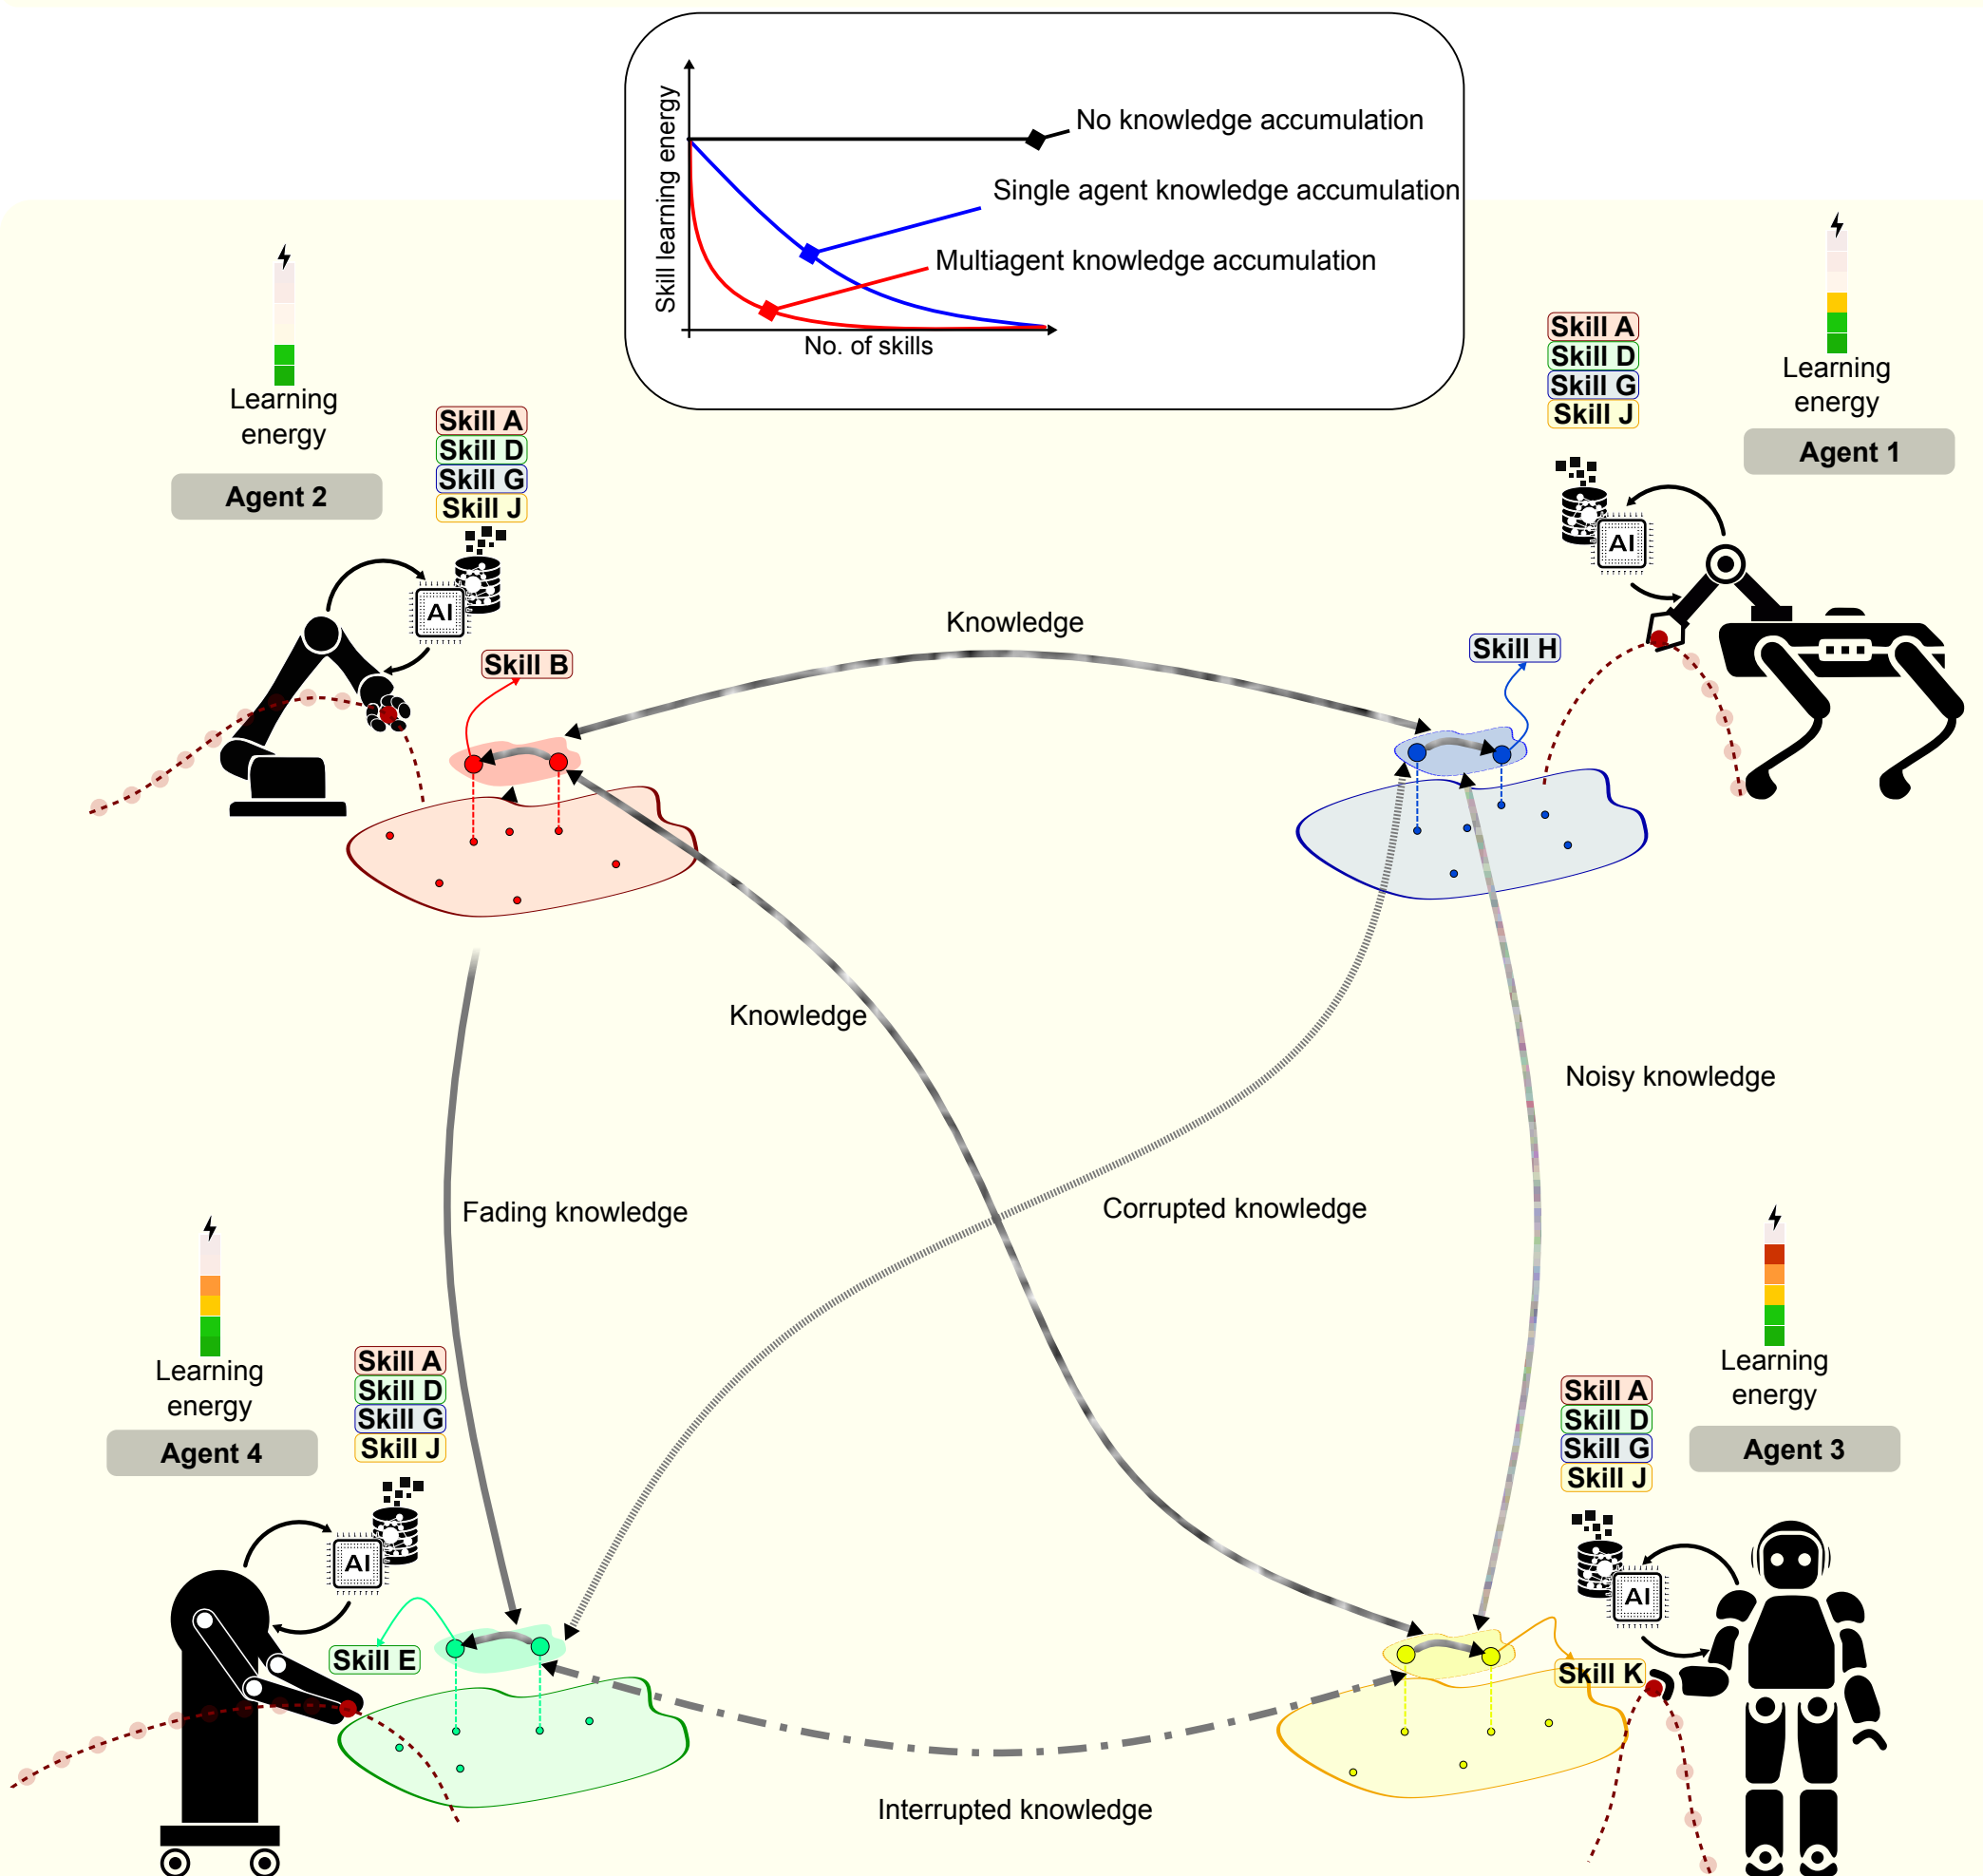 Skill learning energy
No knowledge accumulation
Single agent knowledge accumulation
Multiagent knowledge accumulation
No. of skills
Learning
energy
Agent 2
Skill A
Skill D
Skill G
Skill J
AI
Skill B
Skill A
Skill D
Skill G
Skill J
Learning
energy
Agent 1
AI
Skill H
Knowledge
Knowledge
Noisy knowledge
Fading knowledge
Corrupted knowledge
Learning
energy
Agent 4
Skill A
Skill D
Skill G
Skill J
AI
Skill E
Learning
energy
Agent 3
Skill A
Skill D
Skill G
Skill J
AI
Skill K
Interrupted knowledge